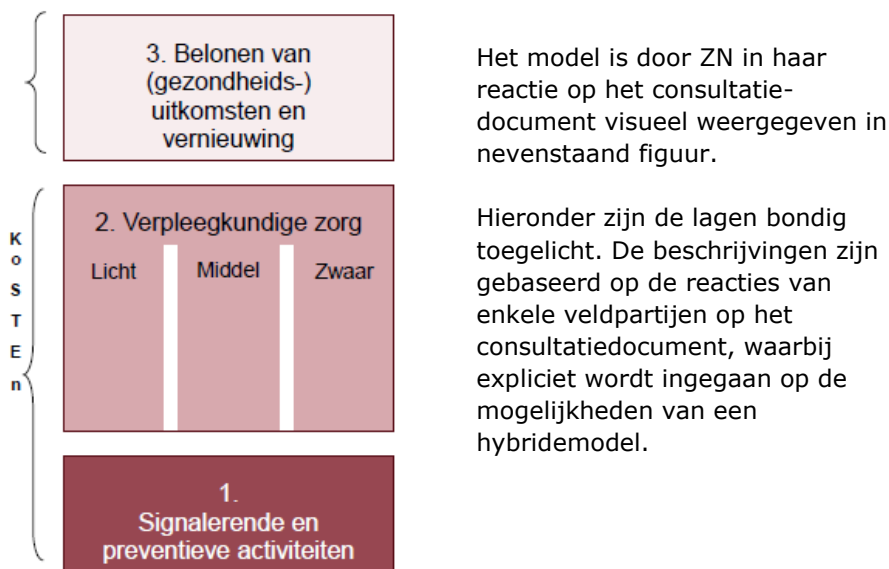 3. Belonen van
(gezondheids-)
uitkomsten en
vernieuwing
K
o
S
T
E
n
2. Verpleegkundige zorg
Licht
Middel
Zwaar
1.
Signalerende en
preventieve activiteiten
Het model is door ZN in haar
reactie op het consultatie-
document visueel weergegeven in
nevenstaand figuur.
Hieronder zijn de lagen bondig
toegelicht. De beschrijvingen zijn
gebaseerd op de reacties van
enkele veldpartijen op het
consultatiedocument, waarbij
expliciet wordt ingegaan op de
mogelijkheden van een
hybridemodel.